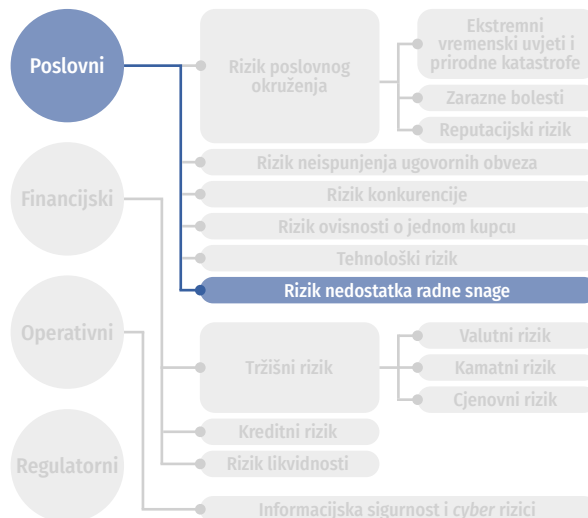 Poslovni
Rizik poslovnog
okruženja
Ekstremni
vremenski uvjeti i
prirodne katastrofe
Zarazne bolesti
Reputacijski rizik
Rizik neispunjenja ugovornih obveza
Rizik konkurencije
Rizik ovisnosti o jednom kupcu
Tehnološki rizik
Rizik nedostatka radne snage
Financijski
Tržišni rizik
Valutni rizik
Kamatni rizik
Cjenovni rizik
Kreditni rizik
Rizik likvidnosti
Operativni
Informacijska sigurnost i cyber rizici
Regulatorni